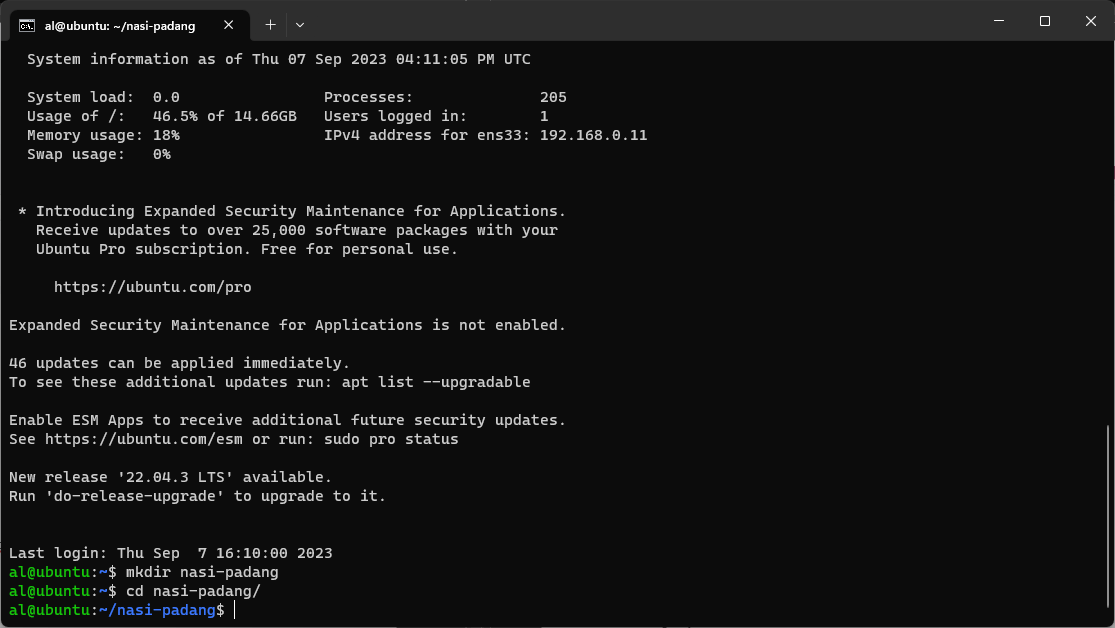 al@ubuntu: ~/nasi-padang
System information as of Thu 07 Sep 2023 04:11:05 PM UTC
System load: 0.0 Processes: 205
Usage of /: 46.5% of 14.66GB Users logged in: 1
Memory usage: 18% IPv4 address for ens33: 192.168.0.11
Swap usage: 0%
* Introducing Expanded Security Maintenance for Applications.
Receive updates to over 25,000 software packages with your
Ubuntu Pro subscription. Free for personal use.
https://ubuntu.com/pro
Expanded Security Maintenance for Applications is not enabled.
46 updates can be applied immediately.
To see these additional updates run: apt list --upgradable
Enable ESM Apps to receive additional future security updates.
See https://ubuntu.com/esm or run: sudo pro status
New release '22.04.3 LTS' available.
Run 'do-release-upgrade' to upgrade to it.
Last login: Thu Sep  7 16:10:00 2023
al@ubuntu:~$ mkdir nasi-padang
al@ubuntu:~$ cd nasi-padang/
al@ubuntu:~/nasi-padang$